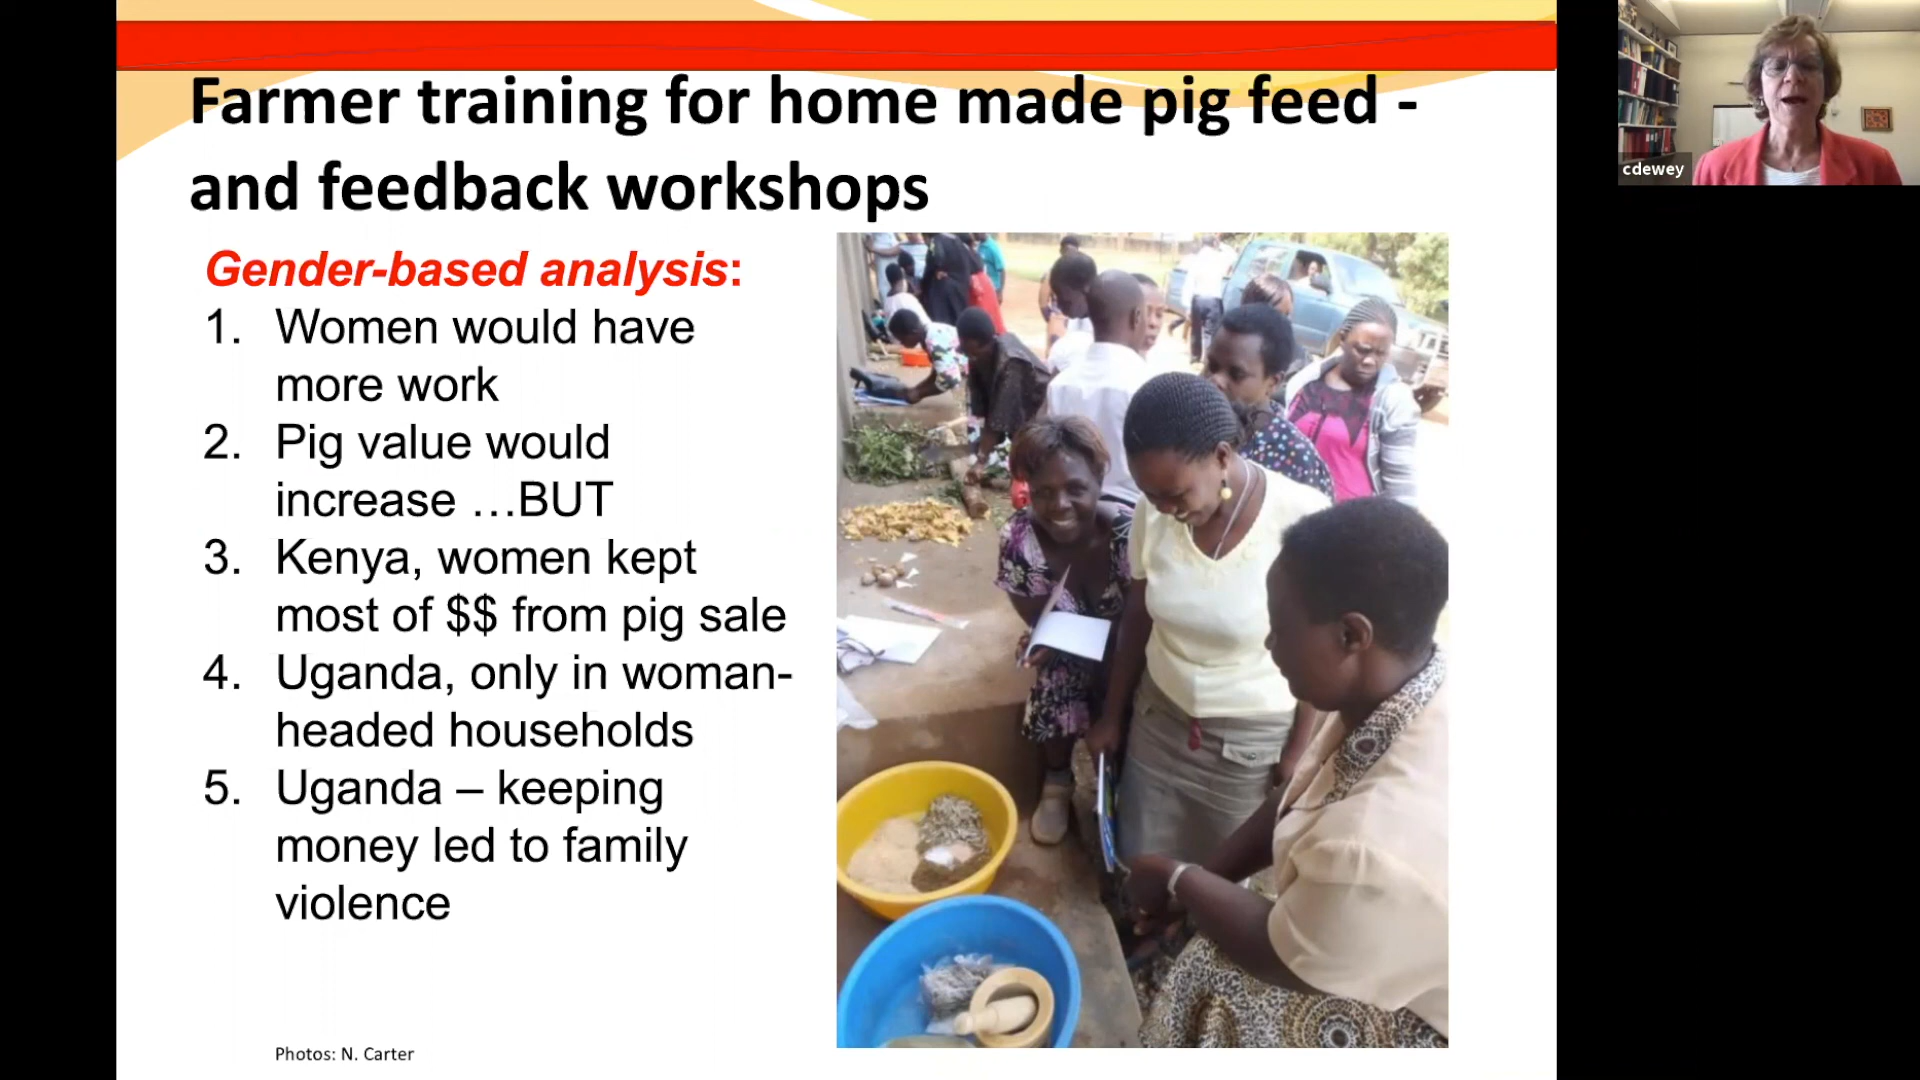 Farmer training for home made pig feed -
and feedback workshops
Gender-based analysis:
1. Women would have
more work
2. Pig value would
increase …BUT
3. Kenya, women kept
most of $$ from pig sale
4. Uganda, only in woman-
headed households
5. Uganda – keeping
money led to family
violence
Photos: N. Carter
cdewey